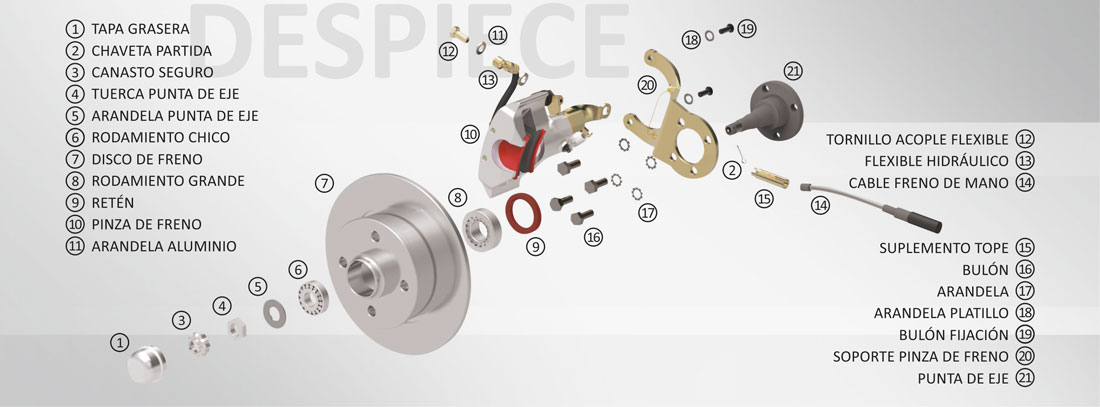 DESPIECE
1 TAPA GRASERA
2 CHAVETA PARTIDA
3 CANASTO SEGURO
4 TUERCA PUNTA DE EJE
5 ARANDELA PUNTA DE EJE
6 RODAMIENTO CHICO
7 DISCO DE FRENO
8 RODAMIENTO GRANDE
9 RETÉN
10 PINZA DE FRENO
11 ARANDELA ALUMINIO
TORNILLO ACOPLE FLEXIBLE 12
FLEXIBLE HIDRÁULICO 13
CABLE FRENO DE MANO 14
SUPLEMENTO TOPE 15
BULÓN 16
ARANDELA 17
ARANDELA PLATILLO 18
BULÓN FIJACIÓN 19
SOPORTE PINZA DE FRENO 20
PUNTA DE EJE 21
11
12
13
18
19
20
21
10
7
8
9
16
17
2
15
14
6
5
4
3
1